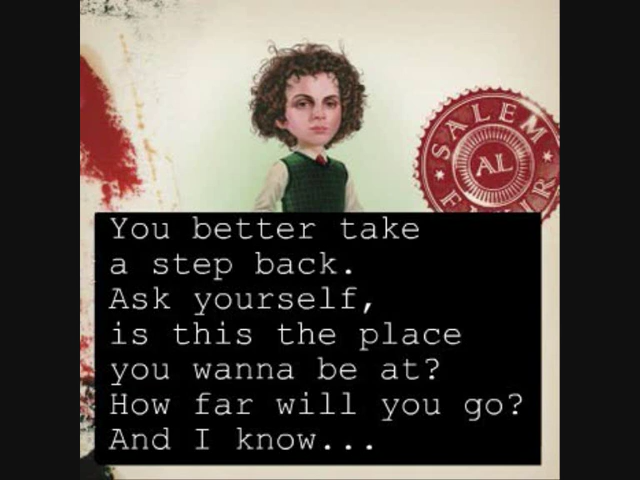 SALEM
AL
FAIR
You better take
a step back.
Ask yourself,
is this the place
you wanna be at?
How far will you go?
And I know...